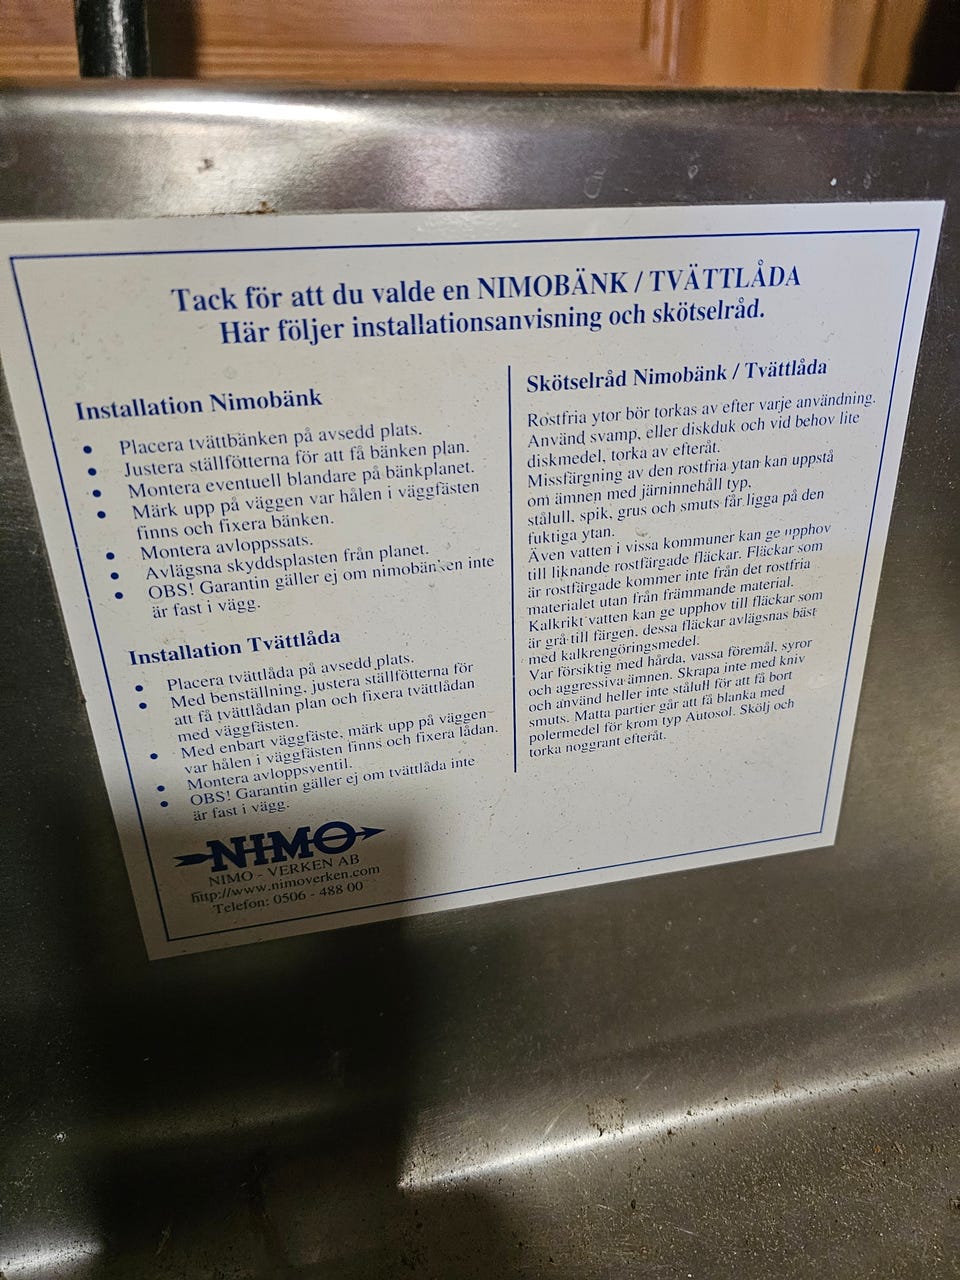 Tack för att du valde en NIMOBÄNK / TVÄTTLÅDA
Här följer installationsanvisning och skötselråd.
Installation Nimobänk
• Placera tvättbänken på avsedd plats.
• Justera ställfötterna för att få bänken plan.
• Montera eventuell blandare på bänkplanet.
• Märk upp på väggen var hålen i väggfästen
finns och fixera bänken.
• Montera avloppssats.
• Avlägsna skyddsplasten från planet.
• OBS! Garantin gäller ej om nimobänken inte
är fast i vägg.
Installation Tvättlåda
• Placera tvättlåda på avsedd plats.
• Med benställning, justera ställfötterna för
att få tvättlådan plan och fixera tvättlådan
med väggfästen.
• Med enbart väggfäste, märk upp på väggen
var hålen i väggfästen finns och fixera lådan.
• Montera avloppsventil.
• OBS! Garantin gäller ej om tvättlåda inte
är fast i vägg.
NIMO
NIMO - VERKEN AB
http://www.nimoverken.com
Telefon: 0506 - 488 00
Skötselråd Nimobänk / Tvättlåda
Rostfria ytor bör torkas av efter varje användning.
Använd svamp, eller diskduk och vid behov lite
diskmedel, torka av efteråt.
Missfärgning av den rostfria ytan kan uppstå
om ämnen med järninnehåll typ,
stålull, spik, grus och smuts får ligga på den
fuktiga ytan.
Även vatten i vissa kommuner kan ge upphov
till liknande rostfärgade fläckar. Fläckar som
är rostfärgade kommer inte från det rostfria
materialet utan från främmande material.
Kalkrikt vatten kan ge upphov till fläckar som
är grå till färgen, dessa fläckar avlägsnas bäst
med kalkrengöringsmedel.
Var försiktig med hårda, vassa föremål, syror
och aggressiva ämnen. Skrapa inte med kniv
och använd heller inte stålull för att få bort
smuts. Matta partier går att få blanka med
polermedel för krom typ Autosol. Skölj och
torka noggrant efteråt.